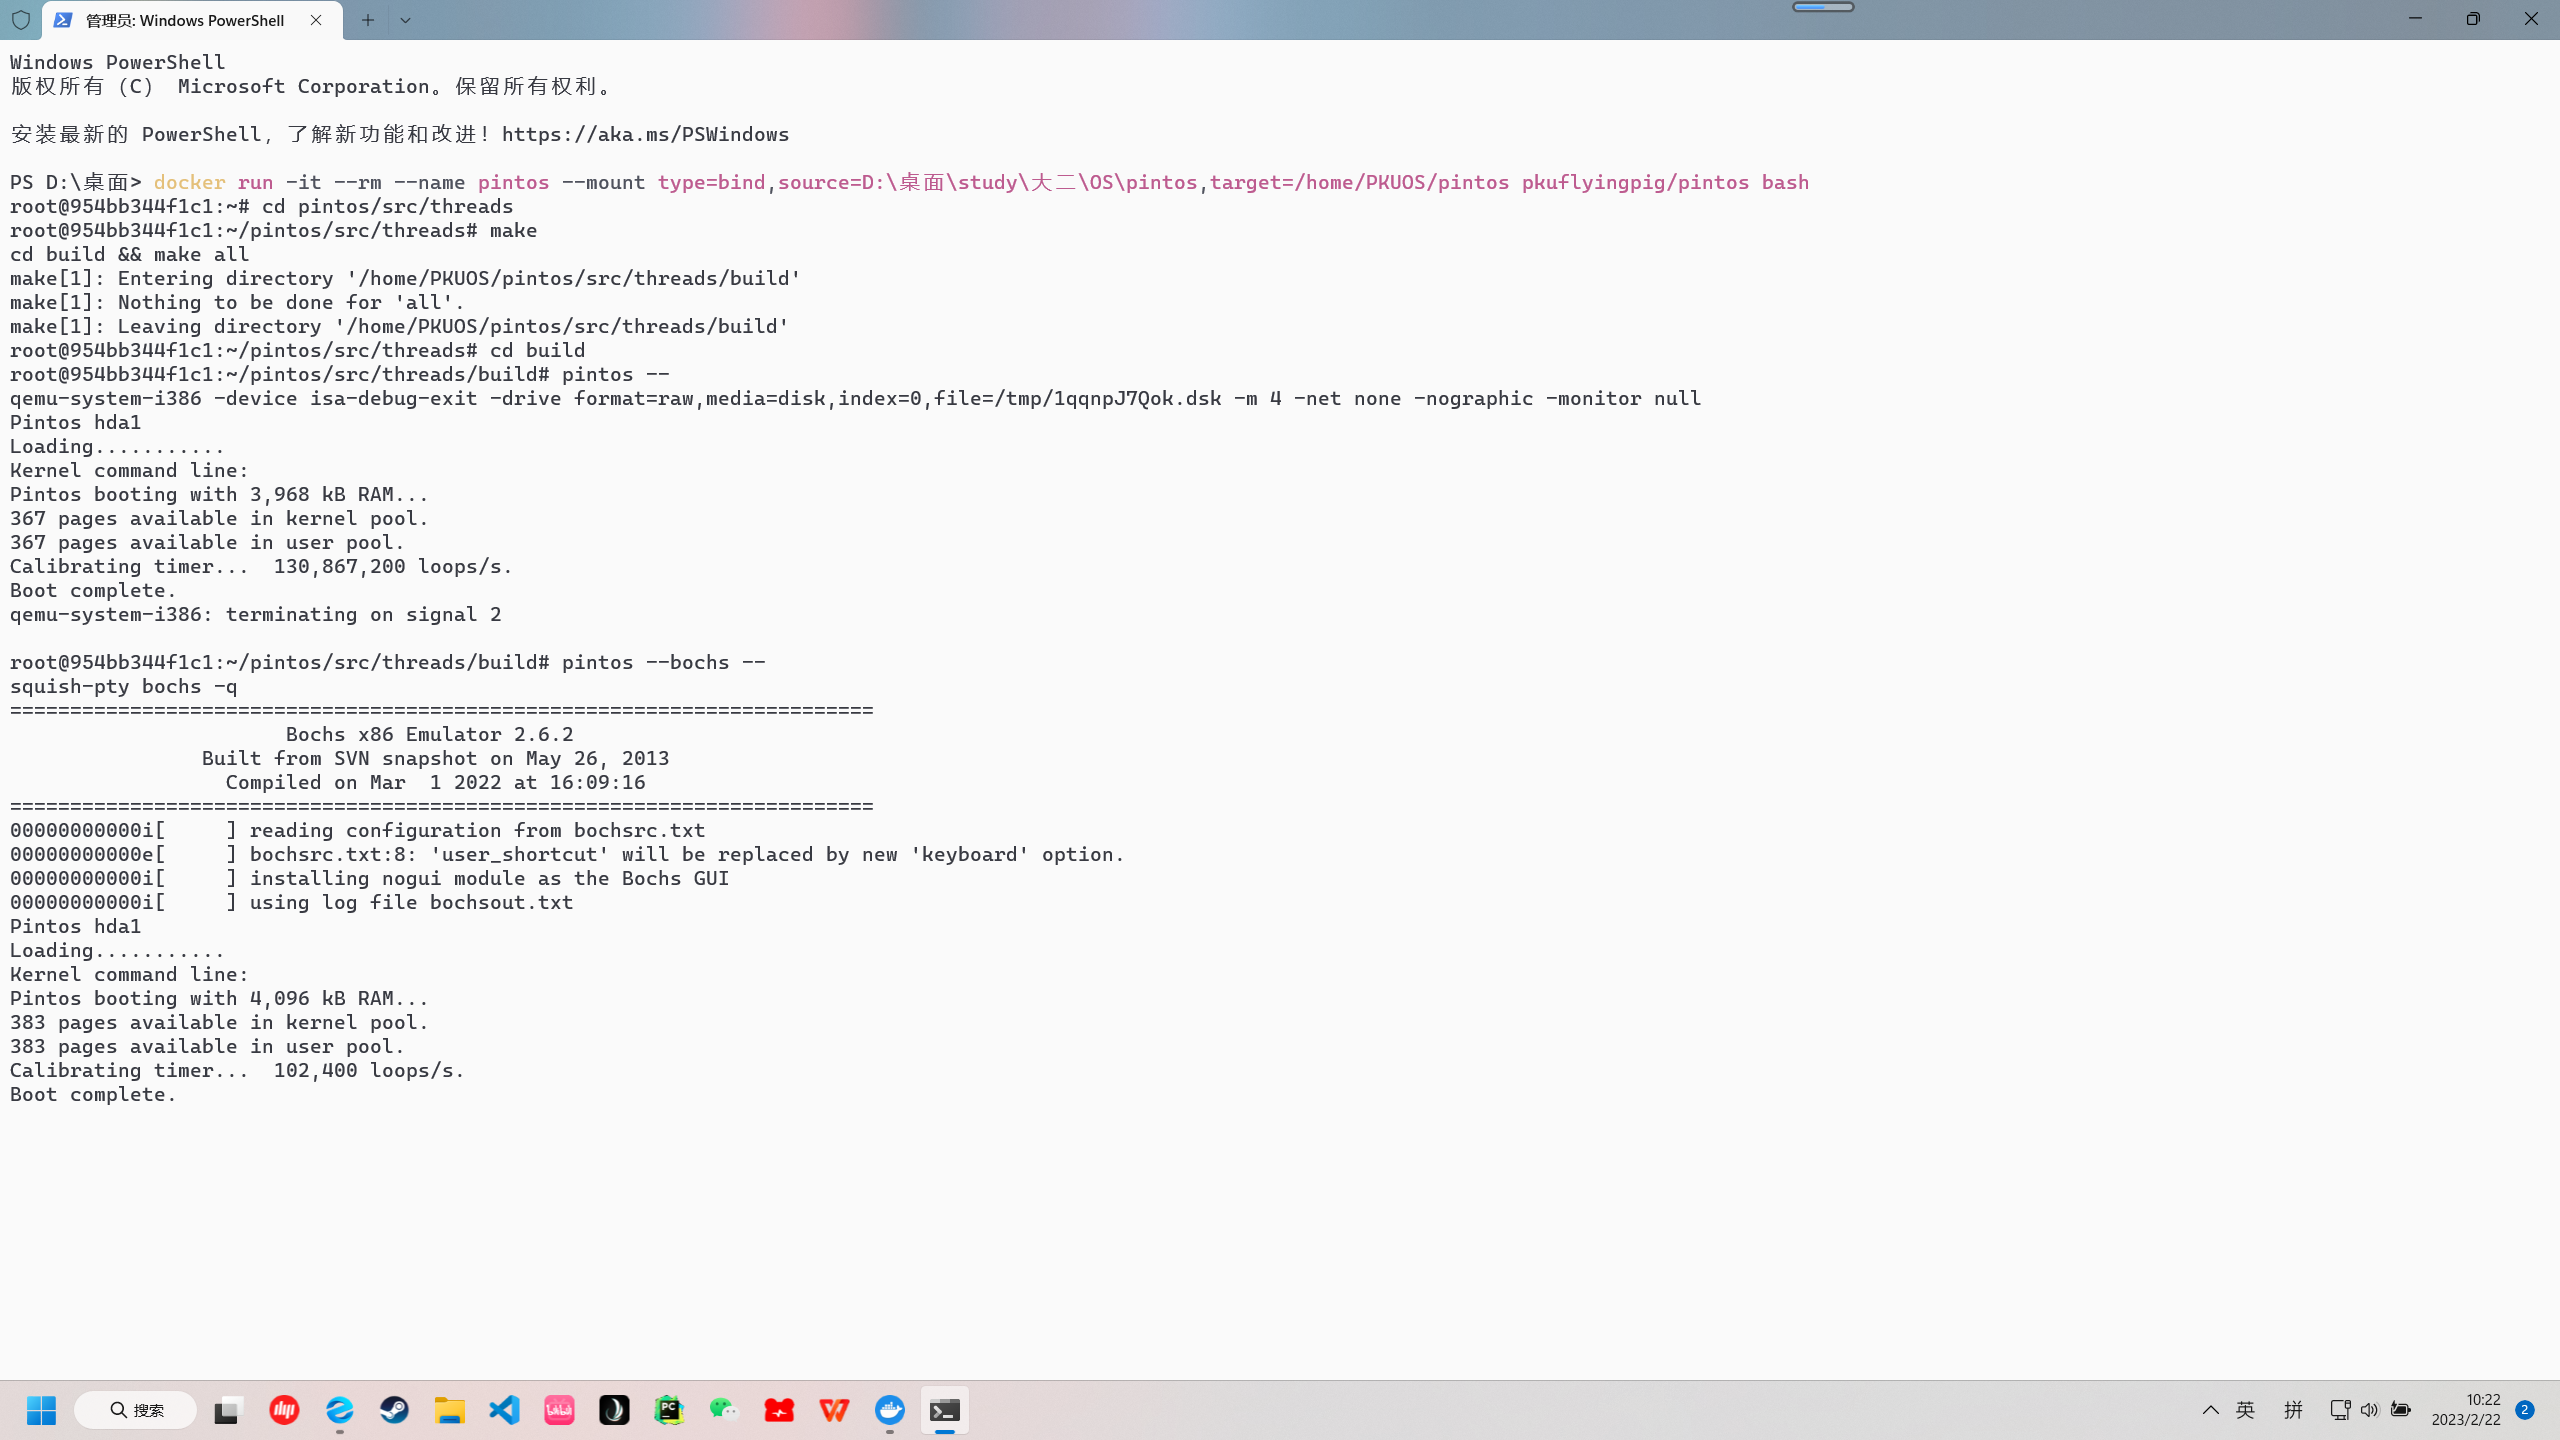 管理员: Windows PowerShell
Windows PowerShell
版权所有（C） Microsoft Corporation。保留所有权利。
安装最新的 PowerShell，了解新功能和改进！https://aka.ms/PSWindows
PS D:\桌面> docker run -it --rm --name pintos --mount type=bind,source=D:\桌面\study\大二\OS\pintos,target=/home/PKUOS/pintos pkuflyingpig/pintos bash
root@954bb344f1c1:~# cd pintos/src/threads
root@954bb344f1c1:~/pintos/src/threads# make
cd build && make all
make[1]: Entering directory '/home/PKUOS/pintos/src/threads/build'
make[1]: Nothing to be done for 'all'.
make[1]: Leaving directory '/home/PKUOS/pintos/src/threads/build'
root@954bb344f1c1:~/pintos/src/threads# cd build
root@954bb344f1c1:~/pintos/src/threads/build# pintos --
qemu-system-i386 -device isa-debug-exit -drive format=raw,media=disk,index=0,file=/tmp/1qqnpJ7Qok.dsk -m 4 -net none -nographic -monitor null
Pintos hda1
Loading...........
Kernel command line:
Pintos booting with 3,968 kB RAM...
367 pages available in kernel pool.
367 pages available in user pool.
Calibrating timer...  130,867,200 loops/s.
Boot complete.
qemu-system-i386: terminating on signal 2
root@954bb344f1c1:~/pintos/src/threads/build# pintos --bochs --
squish-pty bochs -q
========================================================================
Bochs x86 Emulator 2.6.2
Built from SVN snapshot on May 26, 2013
Compiled on Mar  1 2022 at 16:09:16
========================================================================
00000000000i[     ] reading configuration from bochsrc.txt
00000000000e[     ] bochsrc.txt:8: 'user_shortcut' will be replaced by new 'keyboard' option.
00000000000i[     ] installing nogui module as the Bochs GUI
00000000000i[     ] using log file bochsout.txt
Pintos hda1
Loading...........
Kernel command line:
Pintos booting with 4,096 kB RAM...
383 pages available in kernel pool.
383 pages available in user pool.
Calibrating timer...  102,400 loops/s.
Boot complete.
搜索
英 拼
10:22
2023/2/22
2